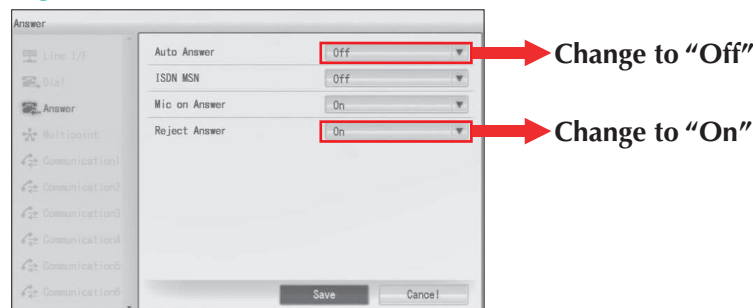 Answer
Line I/F
Dial
Answer
Multipoint
Communication1
Communication2
Communication3
Communication4
Communication5
Communication6
Auto Answer Off
ISDN MSN Off
Mic on Answer On
Reject Answer On
Save Cancel
Change to “Off”
Change to “On”